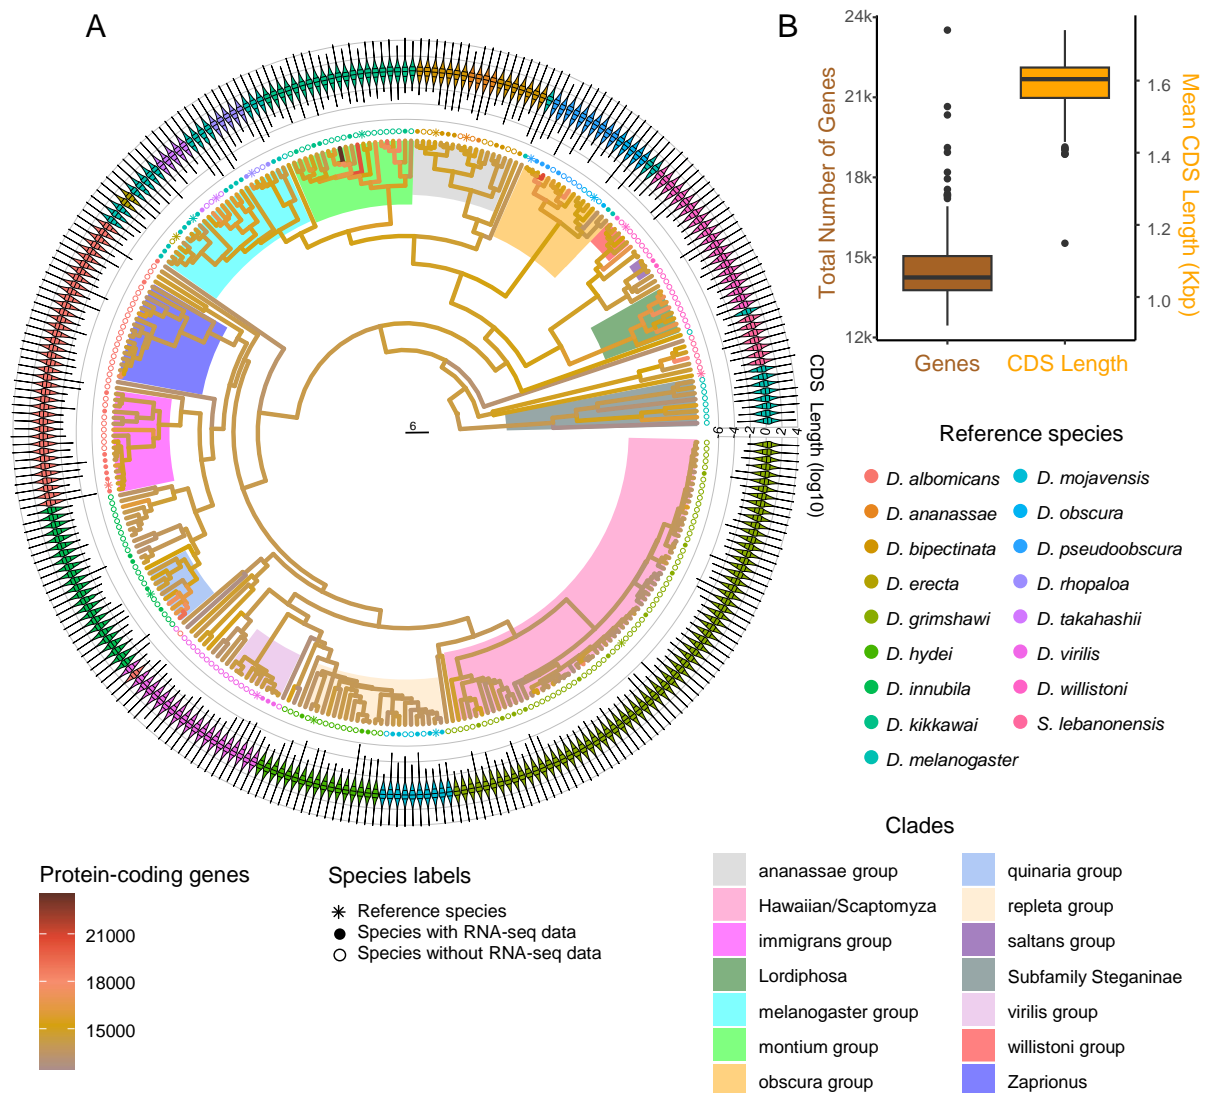 A
6
CDS Length (log10)
-6 -4 -2 0 2 4
B
24k
21k
18k
15k
12k
Total Number of Genes
1.6
1.4
1.2
1.0
Mean CDS Length (Kbp)
Genes CDS Length
Reference species
D. albomicans D. mojavensis
D. ananassae D. obscura
D. bipectinata D. pseudoobscura
D. erecta D. rhopaloa
D. grimshawi D. takahashii
D. hydei D. virilis
D. innubila D. willistoni
D. kikkawai S. lebanonensis
D. melanogaster
Protein-coding genes
21000
18000
15000
Species labels
Reference species
Species with RNA-seq data
Species without RNA-seq data
Clades
ananassae group quinaria group
Hawaiian/Scaptomyza repleta group
immigrans group saltans group
Lordiphosa Subfamily Steganinae
melanogaster group virilis group
montium group willistoni group
obscura group Zaprionus